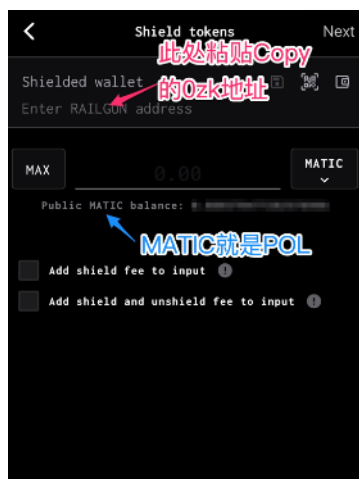 Shield tokens
Next
此处粘贴Copy
的0zk地址
Shielded wallet
Enter RAILGUN address
MAX
0.00
MATIC
Public MATIC balance:
MATIC就是POL
Add shield fee to input
Add shield and unshield fee to input